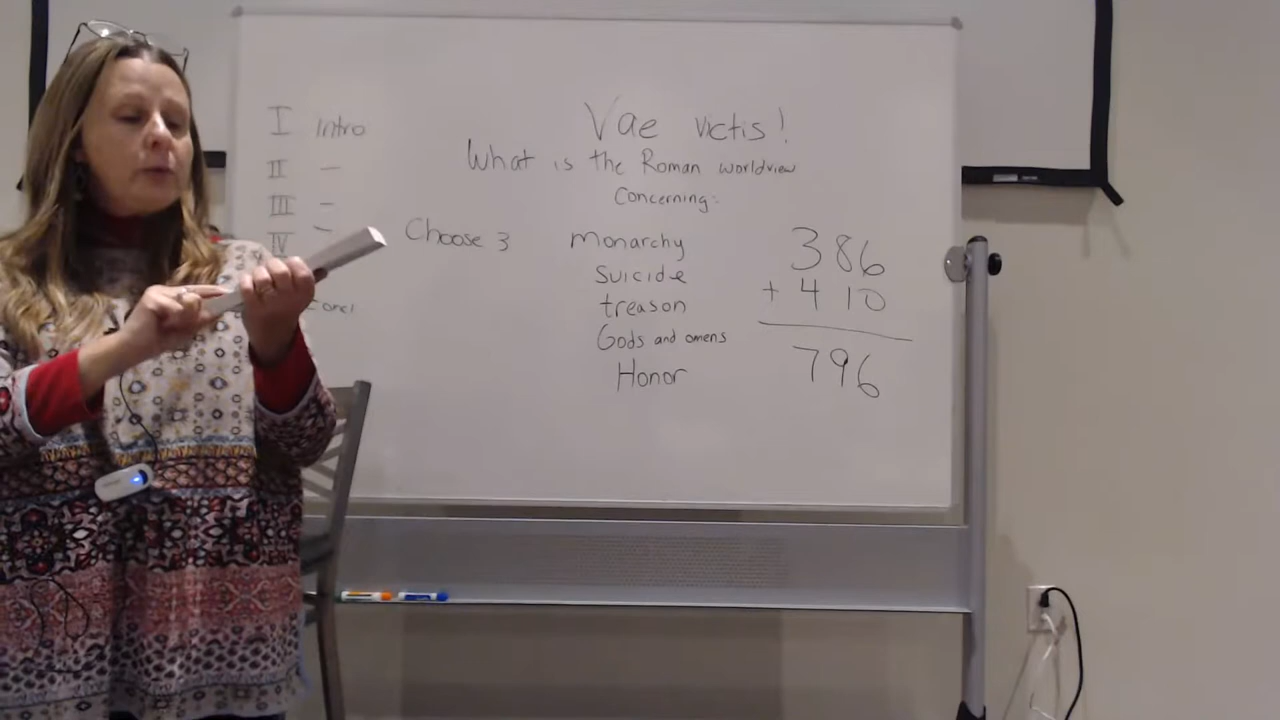 Vae victis!
What is the Roman worldview
Concerning:
I Intro
II -
III -
IV -
Concl
Choose 3
monarchy
suicide
treason
Gods and omens
Honor
386
+ 410
796